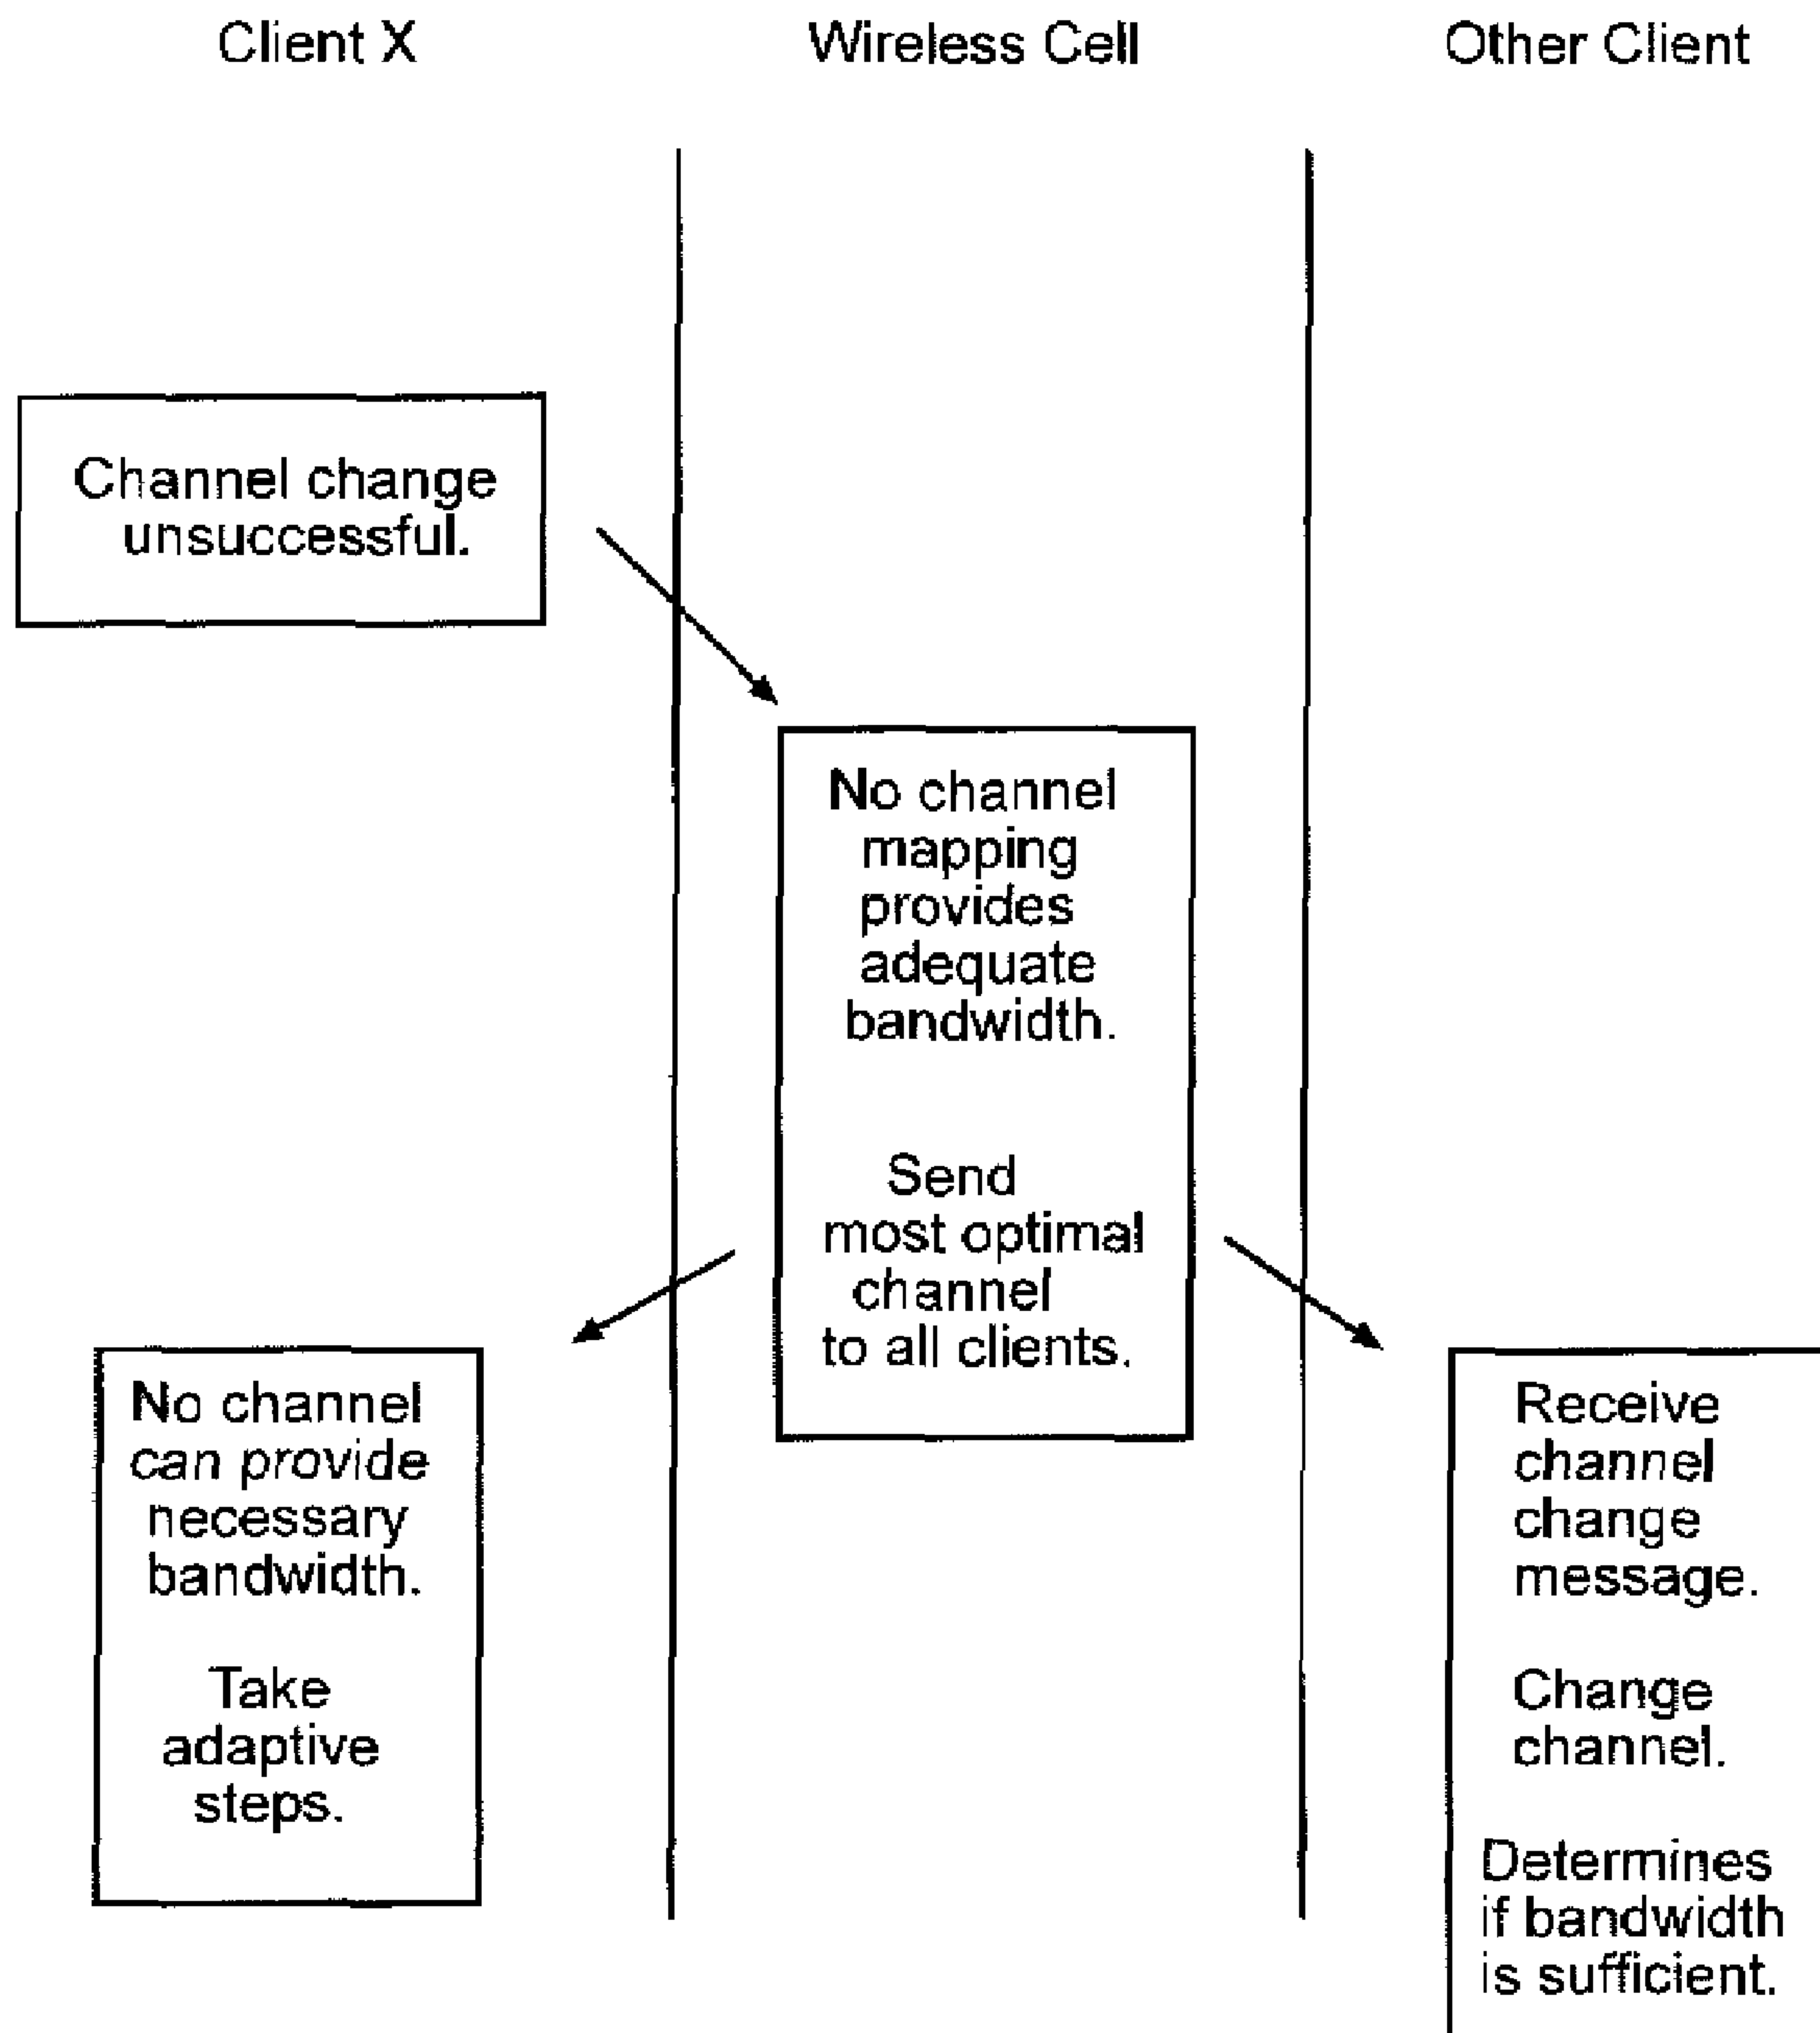 Client X
Wireless Cell
Other Client
Channel change
unsuccessful.
No channel
mapping
provides
adequate
bandwidth.
Send
most optimal
channel
to all clients.
No channel
can provide
necessary
bandwidth.
Take
adaptive
steps.
Receive
channel
change
message.
Change
channel.
Determines
if bandwidth
is sufficient.